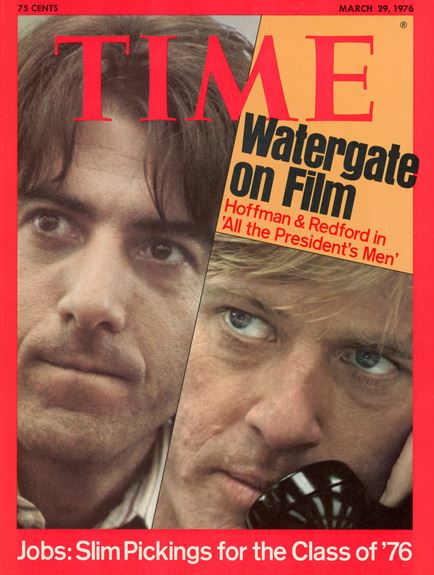 75 CENTS
MARCH 29, 1976
TIME
®
Watergate
on Film
Hoffman & Redford in
'All the President's Men'
Jobs: Slim Pickings for the Class of '76